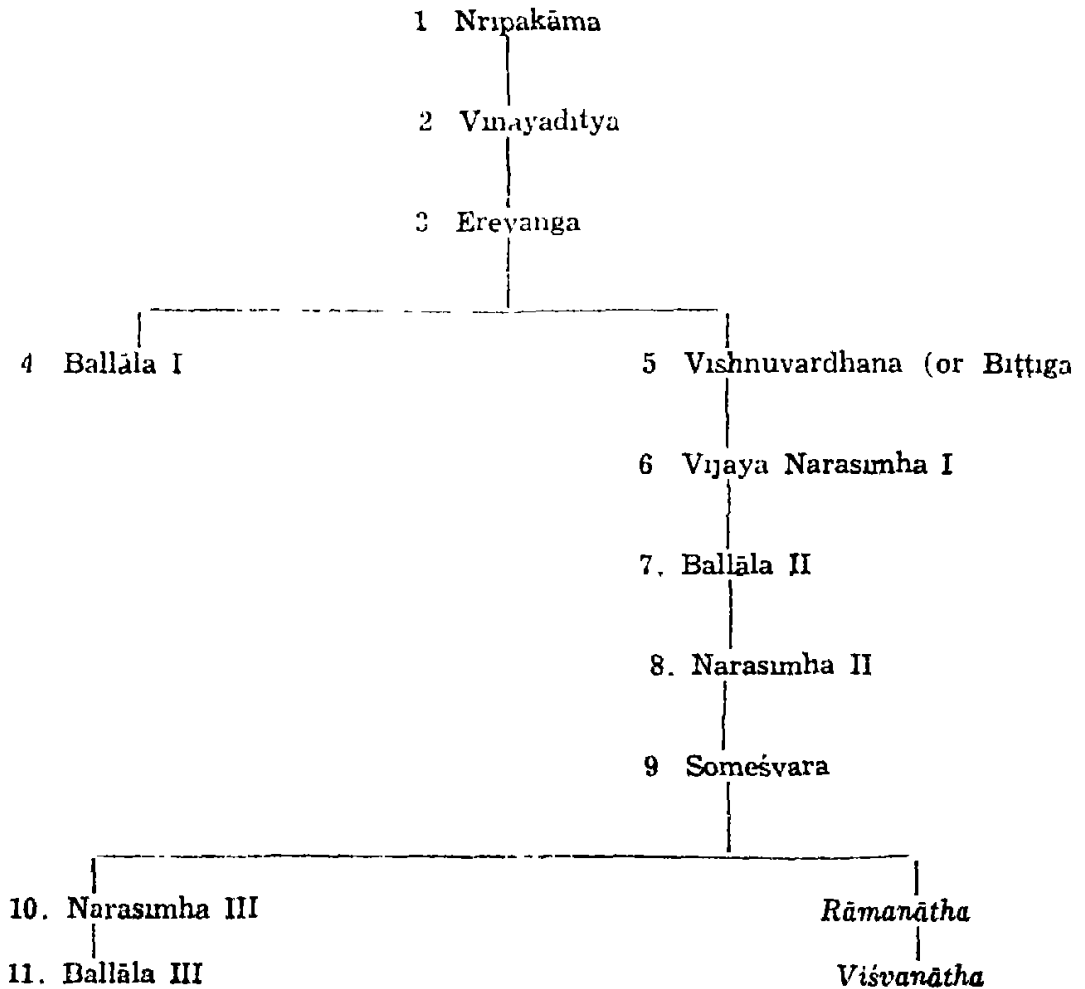 1 Nripakāma
2 Vinayaditya
3 Ereyanga
4 Ballāla I 5 Vishnuvardhana (or Biṭṭiga
6 Vijaya Narasimha I
7. Ballāla II
8. Narasimha II
9 Someśvara
10. Narasimha III Rāmanātha
11. Ballāla III Viśvanātha